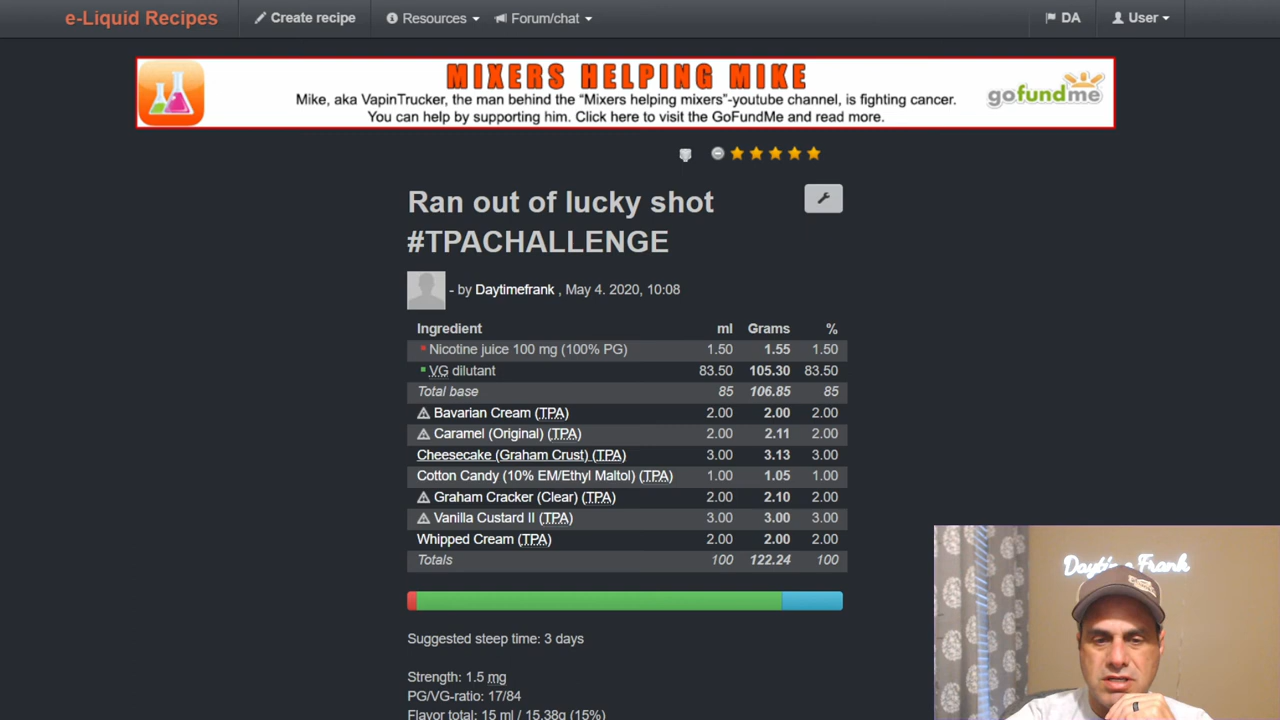 e-Liquid Recipes Create recipe Resources Forum/chat DA User
MIXERS HELPING MIKE
Mike, aka VapinTrucker, the man behind the “Mixers helping mixers”-youtube channel, is fighting cancer.
You can help by supporting him. Click here to visit the GoFundMe and read more.
gofundme
Ran out of lucky shot
#TPACHALLENGE
- by Daytimefrank , May 4. 2020, 10:08
Ingredient ml Grams %
Nicotine juice 100 mg (100% PG) 1.50 1.55 1.50
VG dilutant 83.50 105.30 83.50
Total base 85 106.85 85
Bavarian Cream (TPA) 2.00 2.00 2.00
Caramel (Original) (TPA) 2.00 2.11 2.00
Cheesecake (Graham Crust) (TPA) 3.00 3.13 3.00
Cotton Candy (10% EM/Ethyl Maltol) (TPA) 1.00 1.05 1.00
Graham Cracker (Clear) (TPA) 2.00 2.10 2.00
Vanilla Custard II (TPA) 3.00 3.00 3.00
Whipped Cream (TPA) 2.00 2.00 2.00
Totals 100 122.24 100
Suggested steep time: 3 days
Strength: 1.5 mg
PG/VG-ratio: 17/84
Flavor total: 15 ml / 15.38g (15%)
Daytime Frank